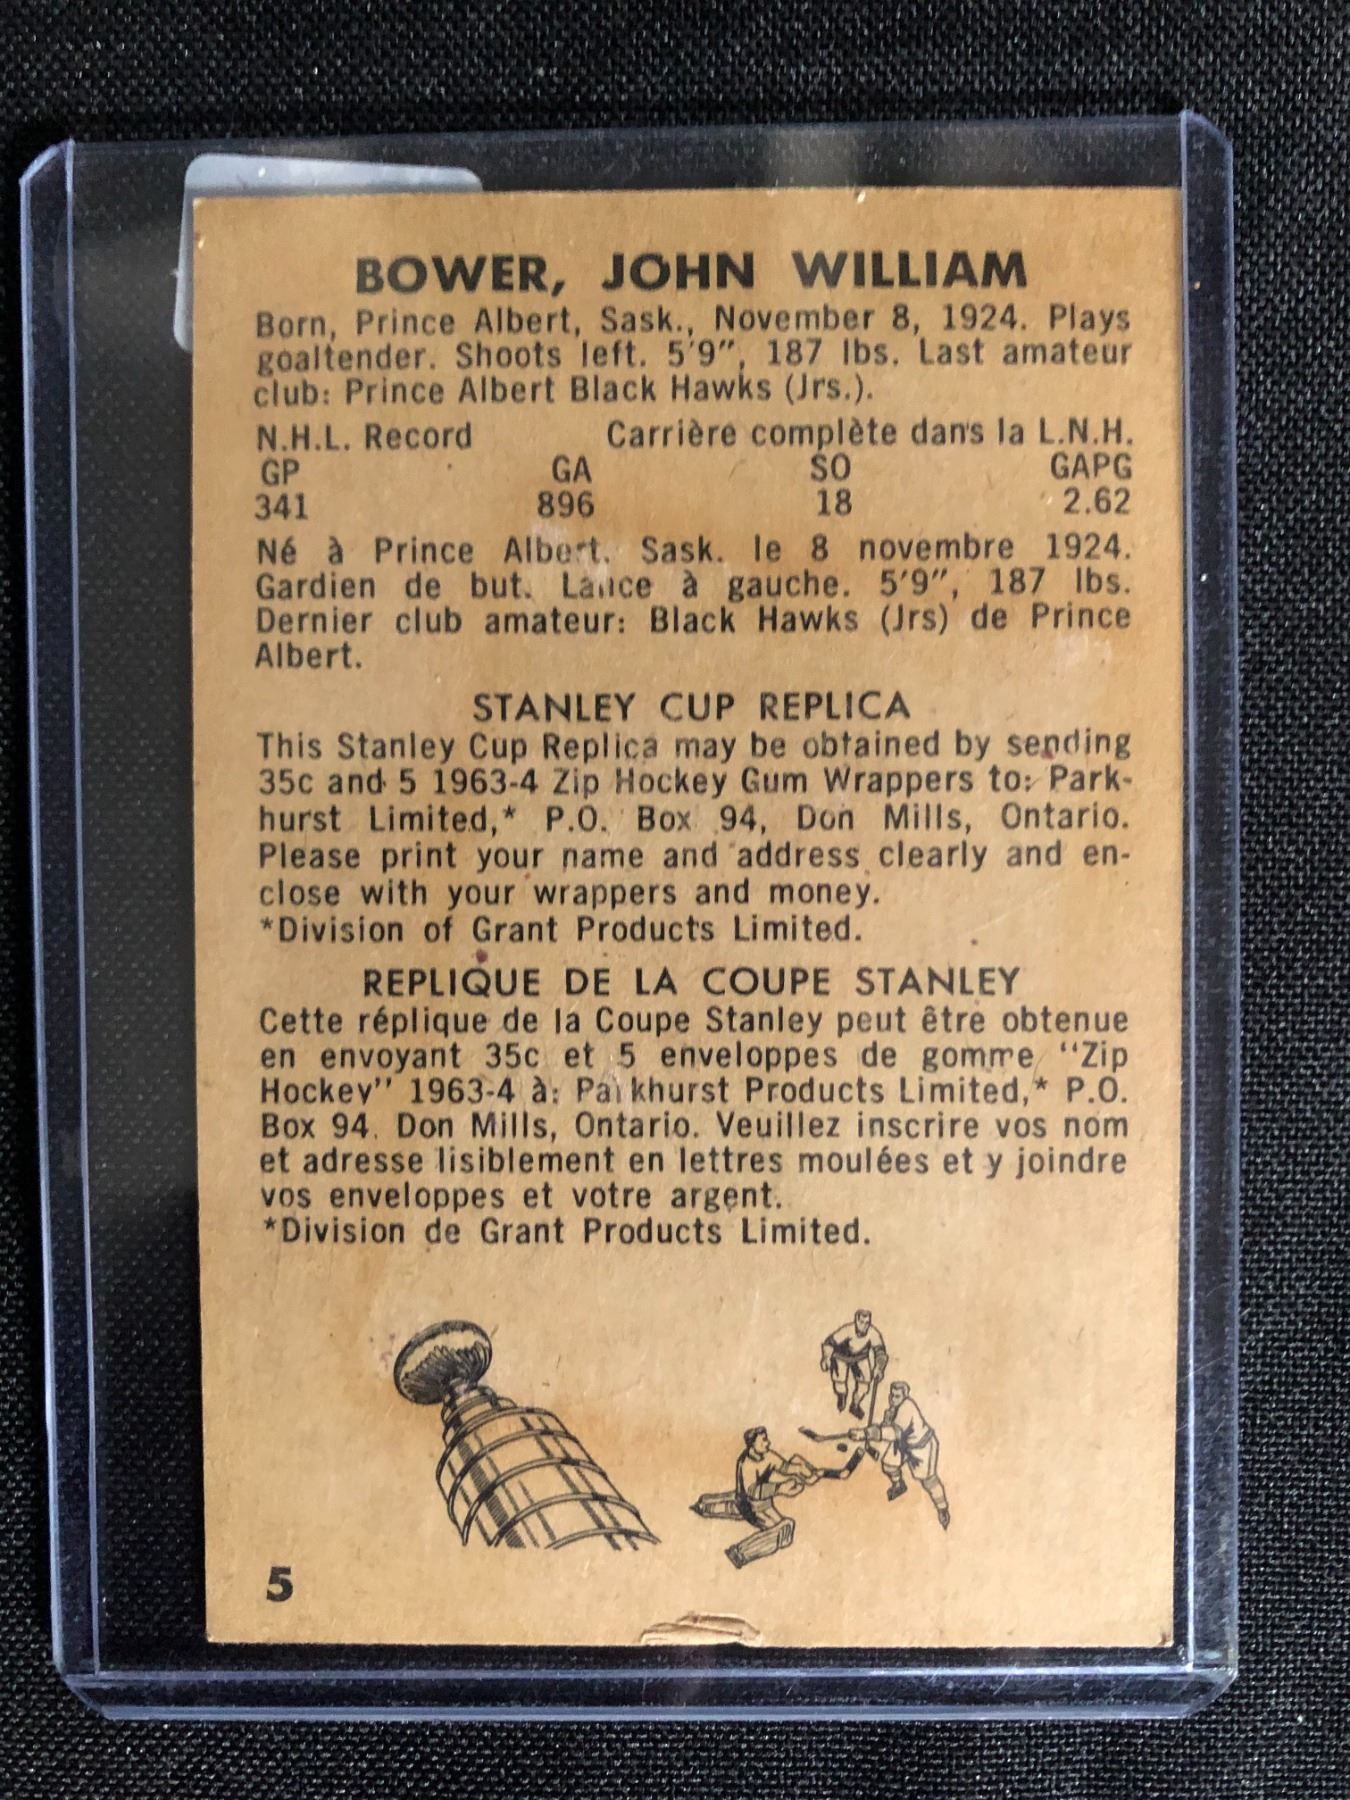 BOWER, JOHN WILLIAM
Born, Prince Albert, Sask., November 8, 1924. Plays
goaltender. Shoots left. 5'9", 187 lbs. Last amateur
club: Prince Albert Black Hawks (Jrs.).
N.H.L. Record Carrière complète dans la L.N.H.
GP GA SO GAPG
341 896 18 2.62
Né à Prince Albert. Sask. le 8 novembre 1924.
Gardien de but. Lance à gauche. 5'9", 187 lbs.
Dernier club amateur: Black Hawks (Jrs) de Prince
Albert.
STANLEY CUP REPLICA
This Stanley Cup Replica may be obtained by sending
35c and 5 1963-4 Zip Hockey Gum Wrappers to: Park-
hurst Limited,* P.O. Box 94, Don Mills, Ontario.
Please print your name and address clearly and en-
close with your wrappers and money.
*Division of Grant Products Limited.
REPLIQUE DE LA COUPE STANLEY
Cette réplique de la Coupe Stanley peut être obtenue
en envoyant 35c et 5 enveloppes de gomme "Zip
Hockey" 1963-4 à: Parkhurst Products Limited,* P.O.
Box 94. Don Mills, Ontario. Veuillez inscrire vos nom
et adresse lisiblement en lettres moulées et y joindre
vos enveloppes et votre argent.
*Division de Grant Products Limited.
5